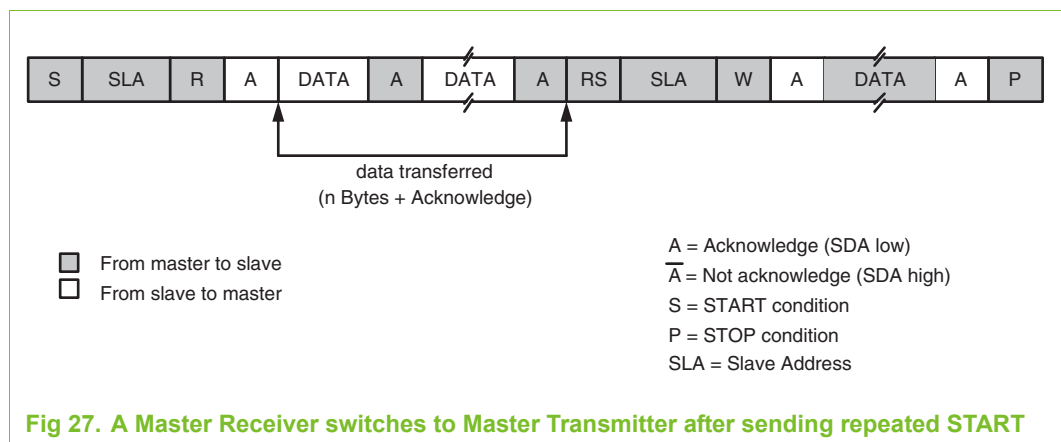 S SLA R A DATA A DATA A RS SLA W A DATA A P
data transferred
(n Bytes + Acknowledge)
From master to slave
From slave to master
A = Acknowledge (SDA low)
A̅ = Not acknowledge (SDA high)
S = START condition
P = STOP condition
SLA = Slave Address
Fig 27. A Master Receiver switches to Master Transmitter after sending repeated START